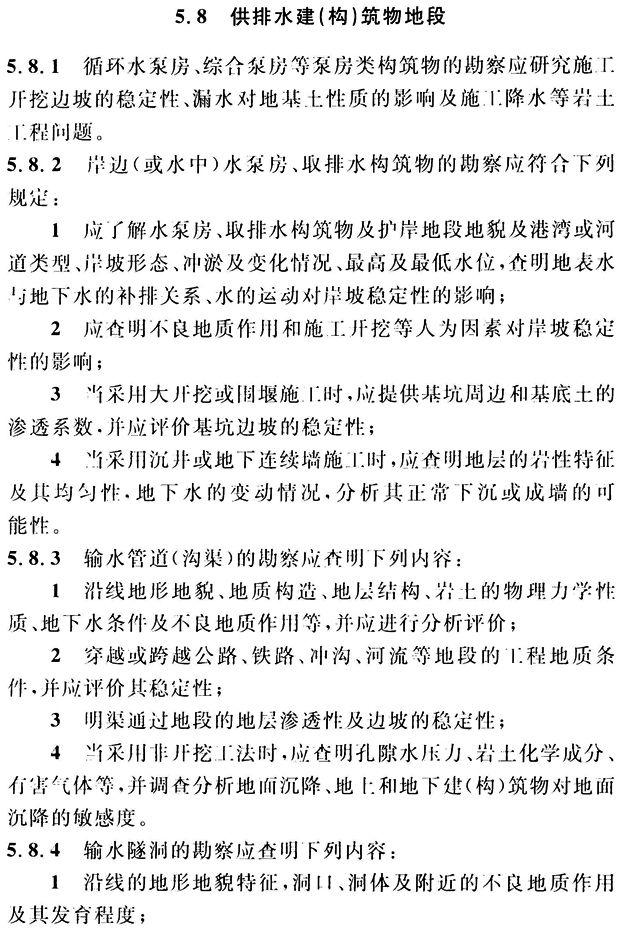 5.8 供排水建(构)筑物地段
5.8.1 循环水泵房、综合泵房等泵房类构筑物的勘察应研究施工
开挖边坡的稳定性、漏水对地基土性质的影响及施工降水等岩土
工程问题。
5.8.2 岸边(或水中)水泵房、取排水构筑物的勘察应符合下列
规定:
1 应了解水泵房、取排水构筑物及护岸地段地貌及港湾或河
道类型、岸坡形态、冲淤及变化情况、最高及最低水位,查明地表水
与地下水的补排关系、水的运动对岸坡稳定性的影响;
2 应查明不良地质作用和施工开挖等人为因素对岸坡稳定
性的影响;
3 当采用大开挖或围堰施工时,应提供基坑周边和基底土的
渗透系数,并应评价基坑边坡的稳定性;
4 当采用沉井或地下连续墙施工时,应查明地层的岩性特征
及其均匀性,地下水的变动情况,分析其正常下沉或成墙的可
能性。
5.8.3 输水管道(沟渠)的勘察应查明下列内容:
1 沿线地形地貌、地质构造、地层结构、岩土的物理力学性
质、地下水条件及不良地质作用等,并应进行分析评价;
2 穿越或跨越公路、铁路、冲沟、河流等地段的工程地质条
件,并应评价其稳定性;
3 明渠通过地段的地层渗透性及边坡的稳定性;
4 当采用非开挖工法时,应查明孔隙水压力、岩土化学成分、
有害气体等,并调查分析地面沉降、地上和地下建(构)筑物对地面
沉降的敏感度。
5.8.4 输水隧洞的勘察应查明下列内容:
1 沿线的地形地貌特征,洞口、洞体及附近的不良地质作用
及其发育程度;